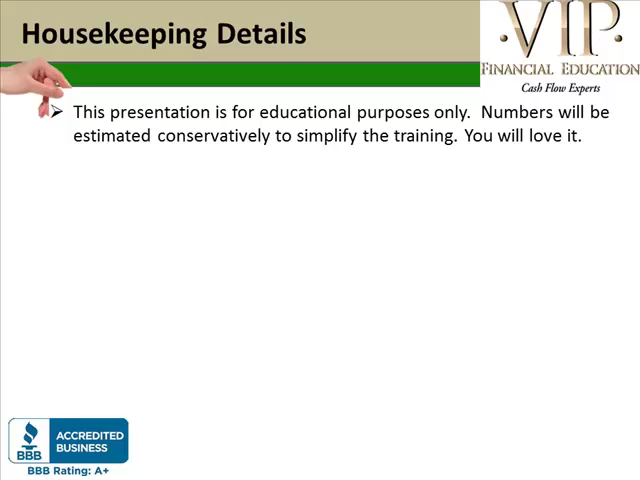 Housekeeping Details
·VIP·
FINANCIAL EDUCATION
Cash Flow Experts
➢ This presentation is for educational purposes only.  Numbers will be
estimated conservatively to simplify the training. You will love it.
BBB
ACCREDITED
BUSINESS
BBB Rating: A+